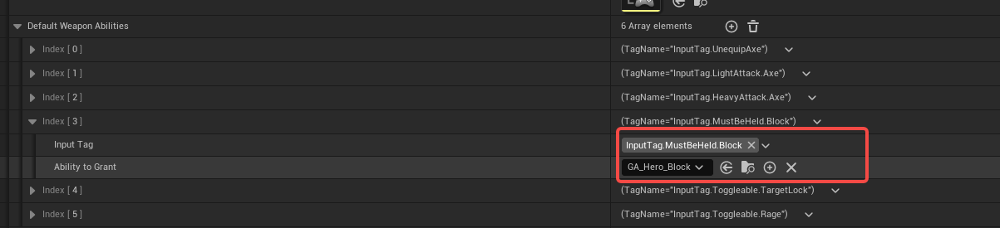 Default Weapon Abilities 6 Array elements
Index [ 0 ] (TagName="InputTag.UnequipAxe")
Index [ 1 ] (TagName="InputTag.LightAttack.Axe")
Index [ 2 ] (TagName="InputTag.HeavyAttack.Axe")
Index [ 3 ] (TagName="InputTag.MustBeHeld.Block")
Input Tag InputTag.MustBeHeld.Block
Ability to Grant GA_Hero_Block
Index [ 4 ] (TagName="InputTag.Toggleable.TargetLock")
Index [ 5 ] (TagName="InputTag.Toggleable.Rage")